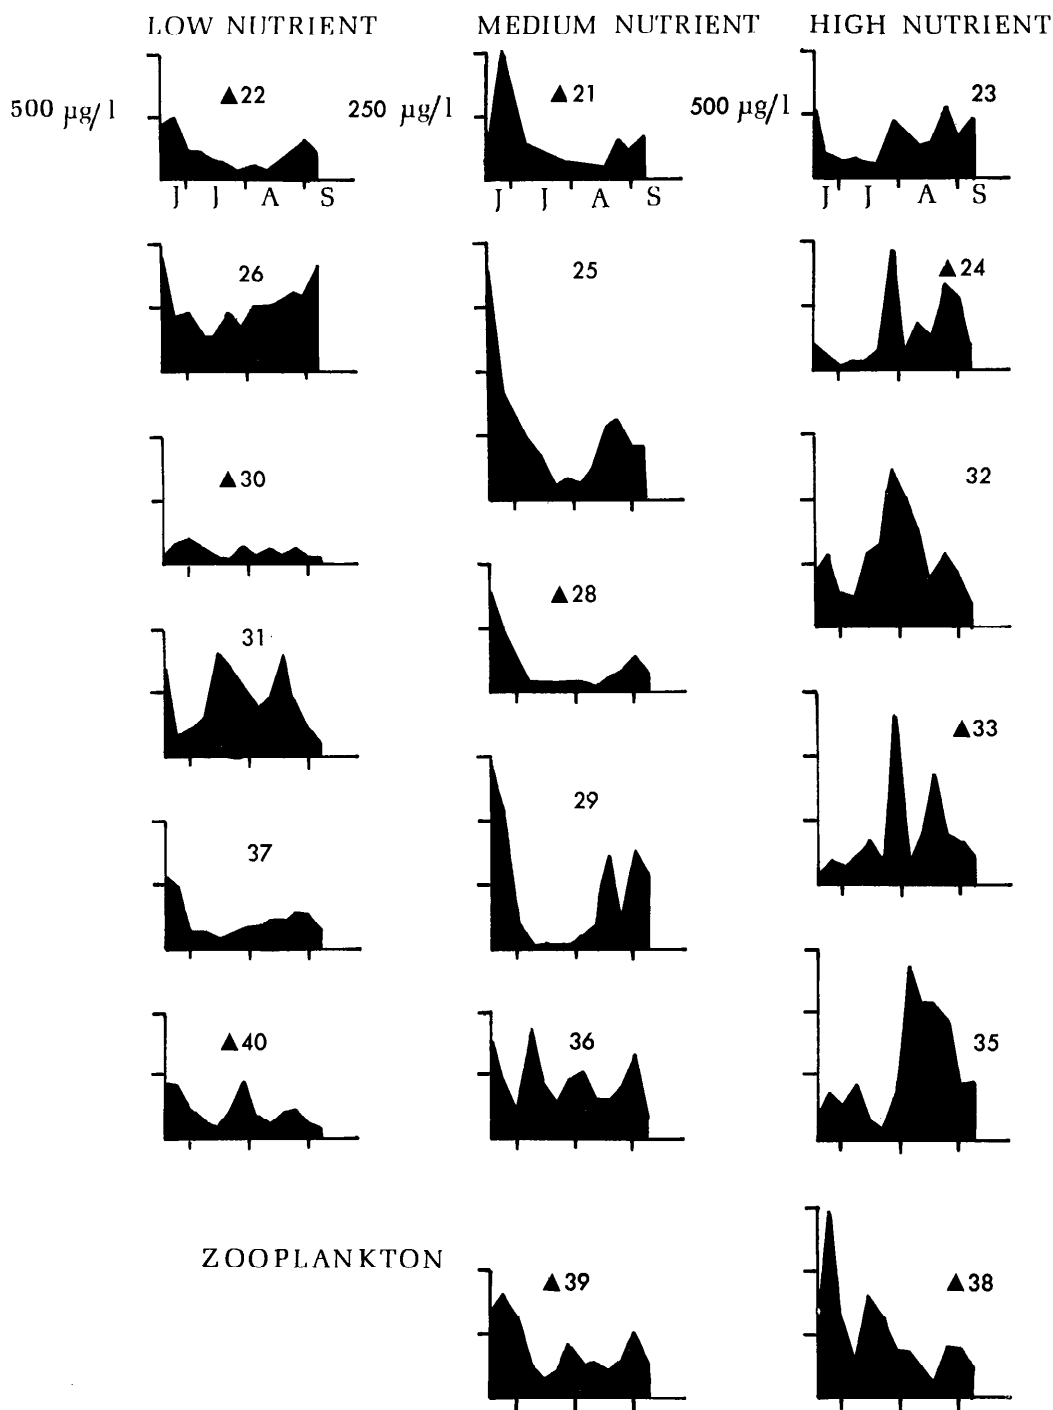 LOW NUTRIENT MEDIUM NUTRIENT HIGH NUTRIENT
500 µg/l ▲22 250 µg/l ▲21 500 µg/l 23
J J A S J J A S J J A S
26 25 ▲24
▲30 32
▲28
31 ▲33
29
37
▲40 36 35
ZOOPLANKTON
▲39 ▲38